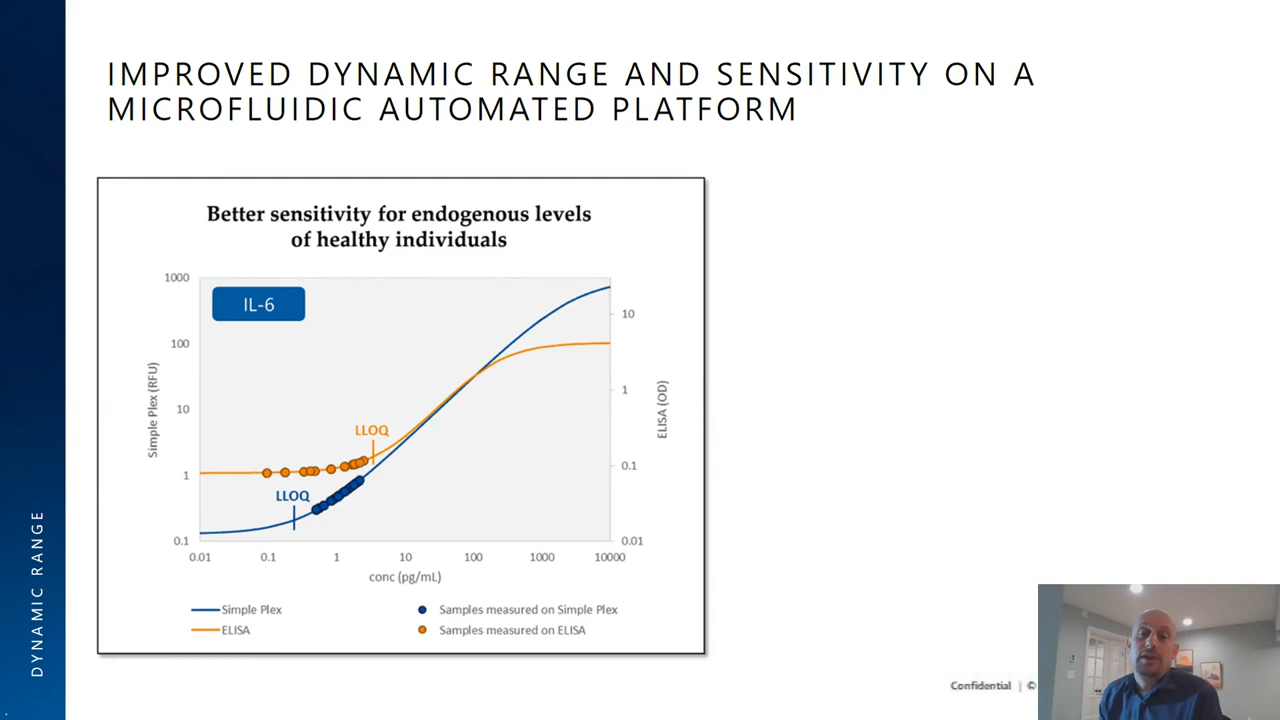 IMPROVED DYNAMIC RANGE AND SENSITIVITY ON A
MICROFLUIDIC AUTOMATED PLATFORM
Better sensitivity for endogenous levels
of healthy individuals
IL-6
1000
100
10
1
0.1
Simple Plex (RFU)
10
1
0.1
0.01
ELISA (OD)
LLOQ
LLOQ
0.01 0.1 1 10 100 1000 10000
conc (pg/mL)
Simple Plex
Samples measured on Simple Plex
ELISA
Samples measured on ELISA
DYNAMIC RANGE
Confidential | ©